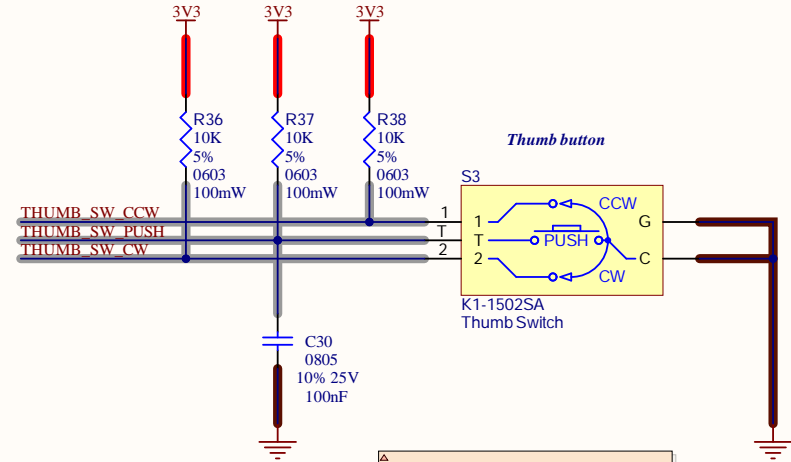 3V3
3V3
3V3
R36
10K
5%
0603
100mW
R37
10K
5%
0603
100mW
R38
10K
5%
0603
100mW
Thumb button
S3
THUMB_SW_CCW
THUMB_SW_PUSH
THUMB_SW_CW
1
T
2
1
T
2
CCW
PUSH
CW
G
C
K1-1502SA
Thumb Switch
C30
0805
10% 25V
100nF